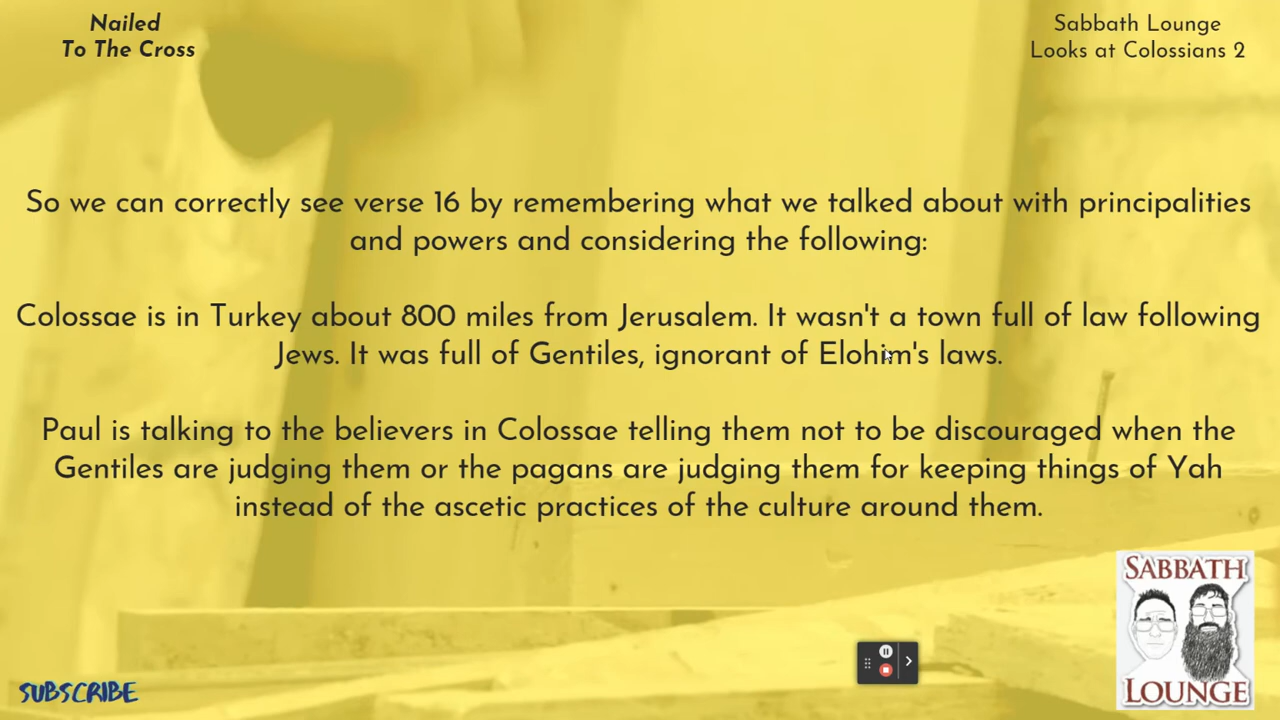 Nailed
To The Cross
Sabbath Lounge
Looks at Colossians 2
So we can correctly see verse 16 by remembering what we talked about with principalities
and powers and considering the following:
Colossae is in Turkey about 800 miles from Jerusalem. It wasn't a town full of law following
Jews. It was full of Gentiles, ignorant of Elohim's laws.
Paul is talking to the believers in Colossae telling them not to be discouraged when the
Gentiles are judging them or the pagans are judging them for keeping things of Yah
instead of the ascetic practices of the culture around them.
SABBATH
LOUNGE
SUBSCRIBE